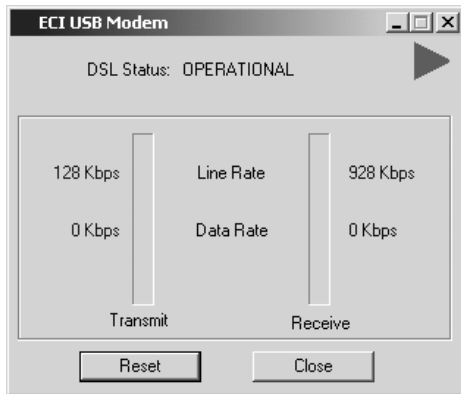 ECI USB Modem
DSL Status: OPERATIONAL
128 Kbps Line Rate 928 Kbps
0 Kbps Data Rate 0 Kbps
Transmit Receive
Reset Close